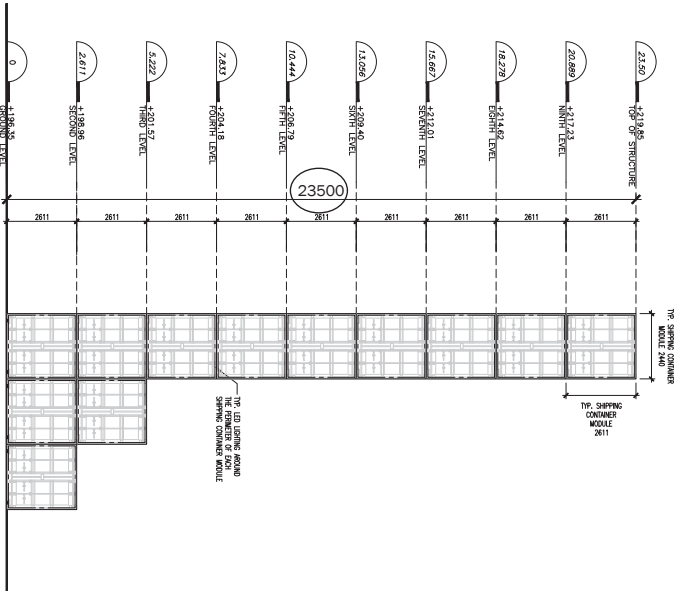 23.50
+219.85
TOP OF STRUCTURE
20.889
+217.23
NINTH LEVEL
18.278
+214.62
EIGHTH LEVEL
15.667
+212.01
SEVENTH LEVEL
13.056
+209.40
SIXTH LEVEL
10.444
+206.79
FIFTH LEVEL
7.833
+204.18
FOURTH LEVEL
5.222
+201.57
THIRD LEVEL
2.611
+198.96
SECOND LEVEL
0
+196.35
GROUND LEVEL
23500
2611
2611
2611
2611
2611
2611
2611
2611
2611
TYP. SHIPPING CONTAINER
MODULE 2440
TYP. SHIPPING
CONTAINER
MODULE
2611
TYP. LED LIGHTING AROUND
THE PERIMETER OF EACH
SHIPPING CONTAINER MODULE